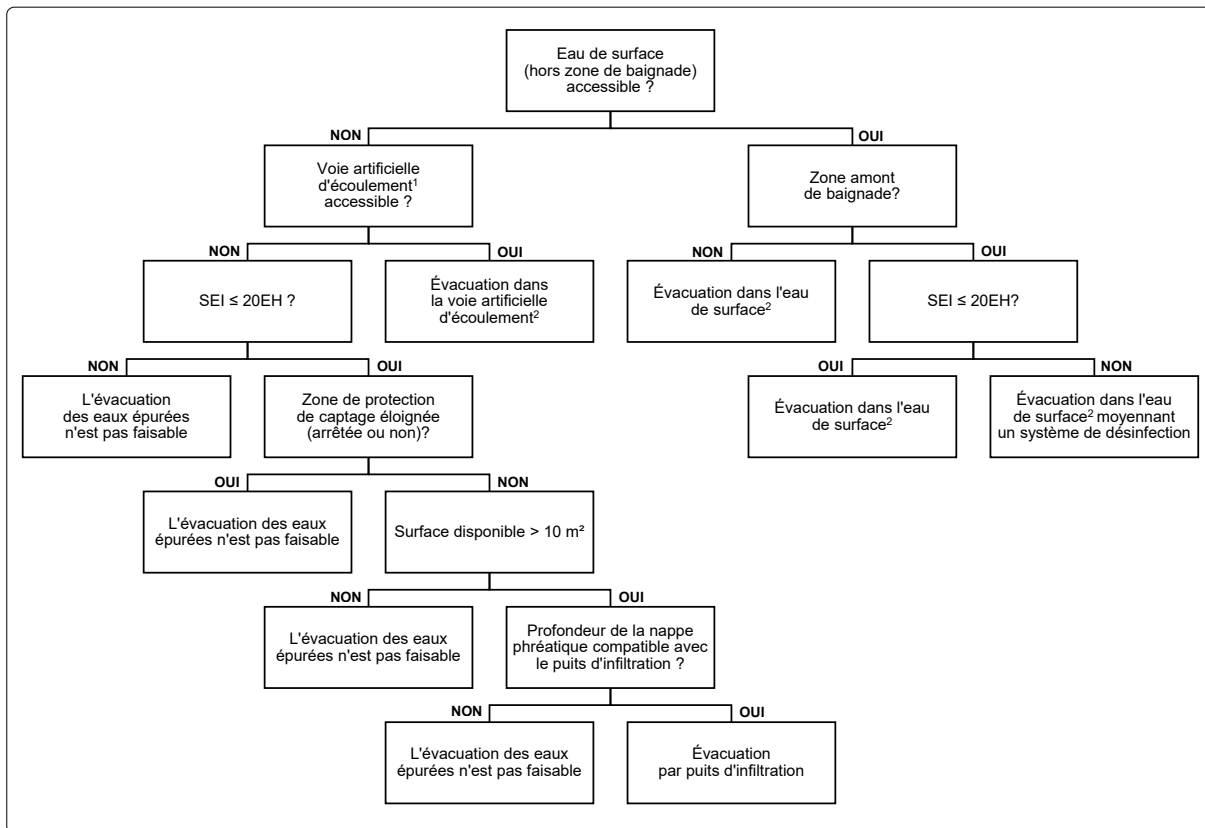 Eau de surface
(hors zone de baignade)
accessible ?
NON
OUI
Voie artificielle
d'écoulement¹
accessible ?
Zone amont
de baignade?
NON
OUI
NON
OUI
SEI ≤ 20EH ?
Évacuation dans
la voie artificielle
d'écoulement²
Évacuation dans l'eau
de surface²
SEI ≤ 20EH?
NON
OUI
OUI
NON
L'évacuation
des eaux épurées
n'est pas faisable
Zone de protection
de captage éloignée
(arrêtée ou non)?
Évacuation dans l'eau
de surface²
Évacuation dans l'eau
de surface² moyennant
un système de désinfection
OUI
NON
L'évacuation des eaux
épurées n'est pas faisable
Surface disponible > 10 m²
NON
OUI
L'évacuation des eaux
épurées n'est pas faisable
Profondeur de la nappe
phréatique compatible avec
le puits d'infiltration ?
NON
OUI
L'évacuation des eaux
épurées n'est pas faisable
Évacuation
par puits d'infiltration